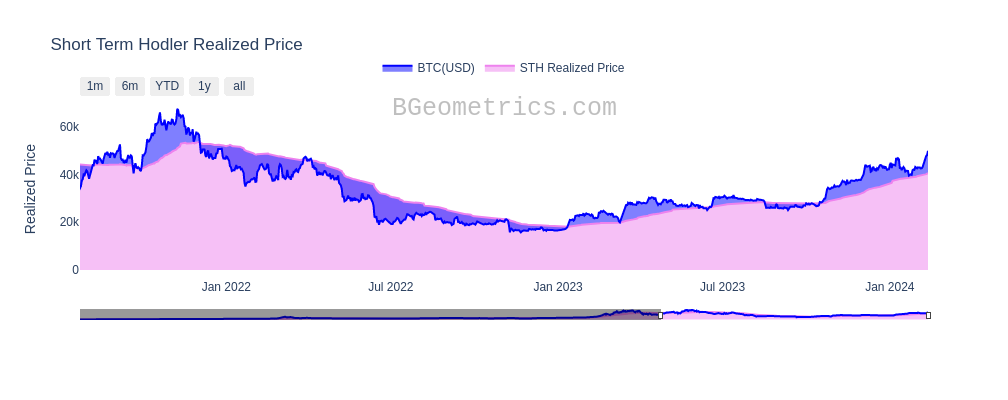 Short Term Hodler Realized Price
BTC(USD) STH Realized Price
1m 6m YTD 1y all
BGeometrics.com
Realized Price
60k
40k
20k
0
Jan 2022 Jul 2022 Jan 2023 Jul 2023 Jan 2024